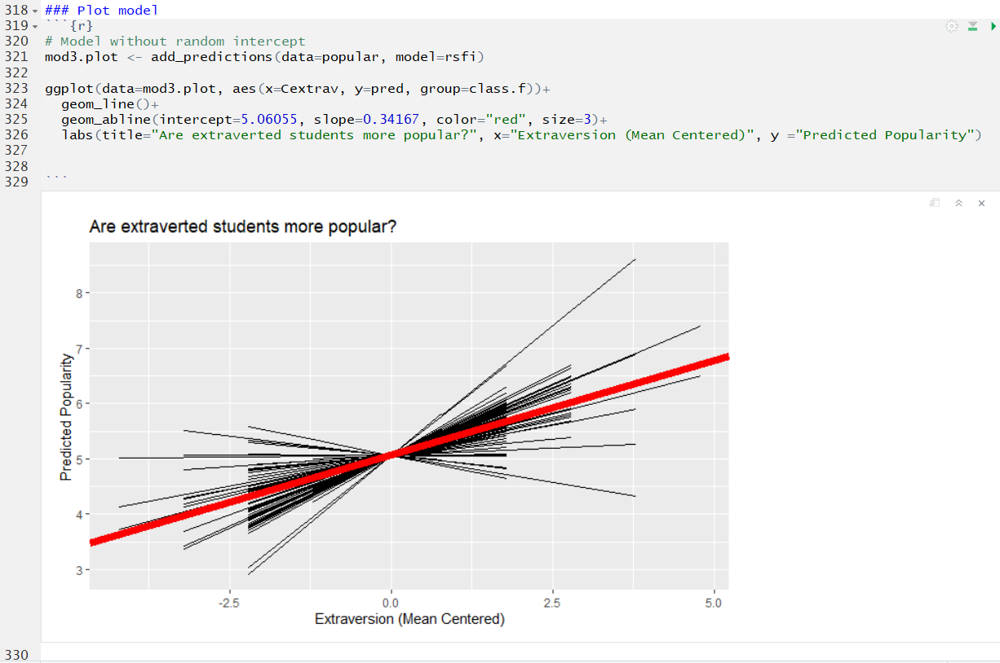 318 ### Plot model
319 ```{r}
320 # Model without random intercept
321 mod3.plot <- add_predictions(data=popular, model=rsfi)
322
323 ggplot(data=mod3.plot, aes(x=Cextrav, y=pred, group=class.f))+
324 geom_line()+
325 geom_abline(intercept=5.06055, slope=0.34167, color="red", size=3)+
326 labs(title="Are extraverted students more popular?", x="Extraversion (Mean Centered)", y ="Predicted Popularity")
327
328
329 ```
Are extraverted students more popular?
Predicted Popularity
8
7
6
5
4
3
-2.5 0.0 2.5 5.0
Extraversion (Mean Centered)
330